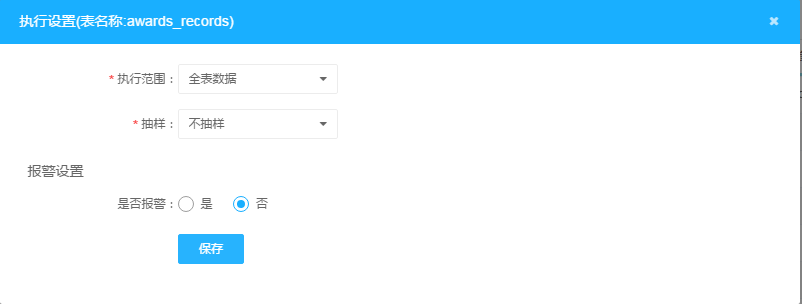 执行设置(表名称:awards_records)
* 执行范围： 全表数据
* 抽样： 不抽样
报警设置
是否报警： 是 否
保存